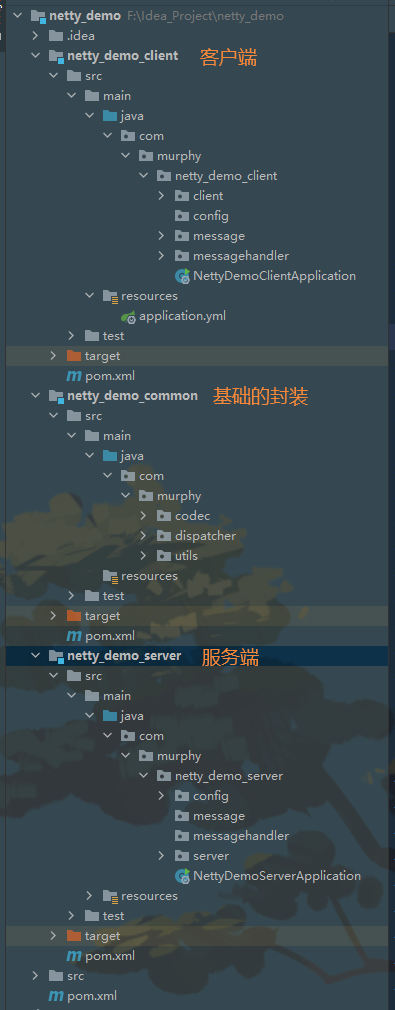 netty_demo F:\Idea_Project\netty_demo
.idea
netty_demo_client 客户端
src
main
java
com
murphy
netty_demo_client
client
config
message
messagehandler
NettyDemoClientApplication
resources
application.yml
test
target
pom.xml
netty_demo_common 基础的封装
src
main
java
com
murphy
codec
dispatcher
utils
resources
test
target
pom.xml
netty_demo_server 服务端
src
main
java
com
murphy
netty_demo_server
config
message
messagehandler
server
NettyDemoServerApplication
resources
test
target
pom.xml
src
pom.xml